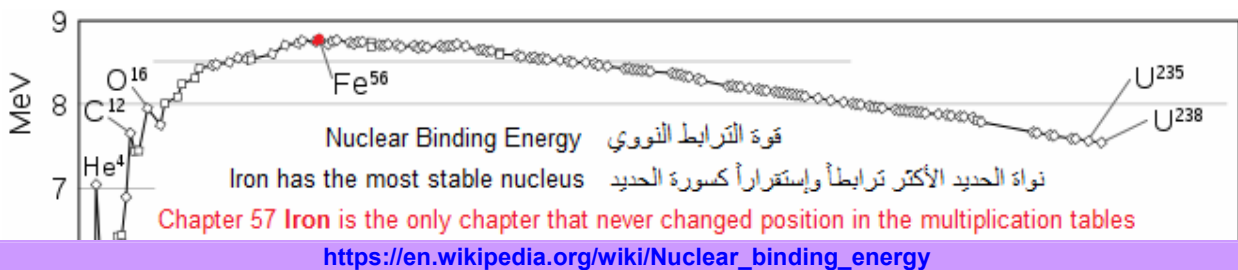 9
MeV
8
7
He⁴
C¹²
O¹⁶
Fe⁵⁶
U²³⁵
U²³⁸
Nuclear Binding Energy قوة الترابط النووي
Iron has the most stable nucleus نواة الحديد الأكثر ترابطاً وإستقراراً كسورة الحديد
Chapter 57 Iron is the only chapter that never changed position in the multiplication tables
https://en.wikipedia.org/wiki/Nuclear_binding_energy